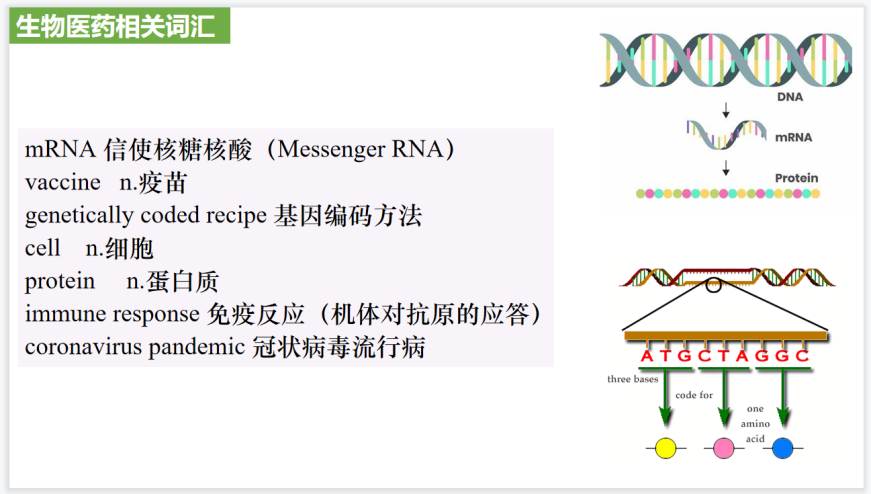 生物医药相关词汇
mRNA 信使核糖核酸（Messenger RNA）
vaccine n.疫苗
genetically coded recipe 基因编码方法
cell n.细胞
protein n.蛋白质
immune response 免疫反应（机体对抗原的应答）
coronavirus pandemic 冠状病毒流行病
DNA
mRNA
Protein
A T G C T A G G C
three bases
code for
one
amino
acid